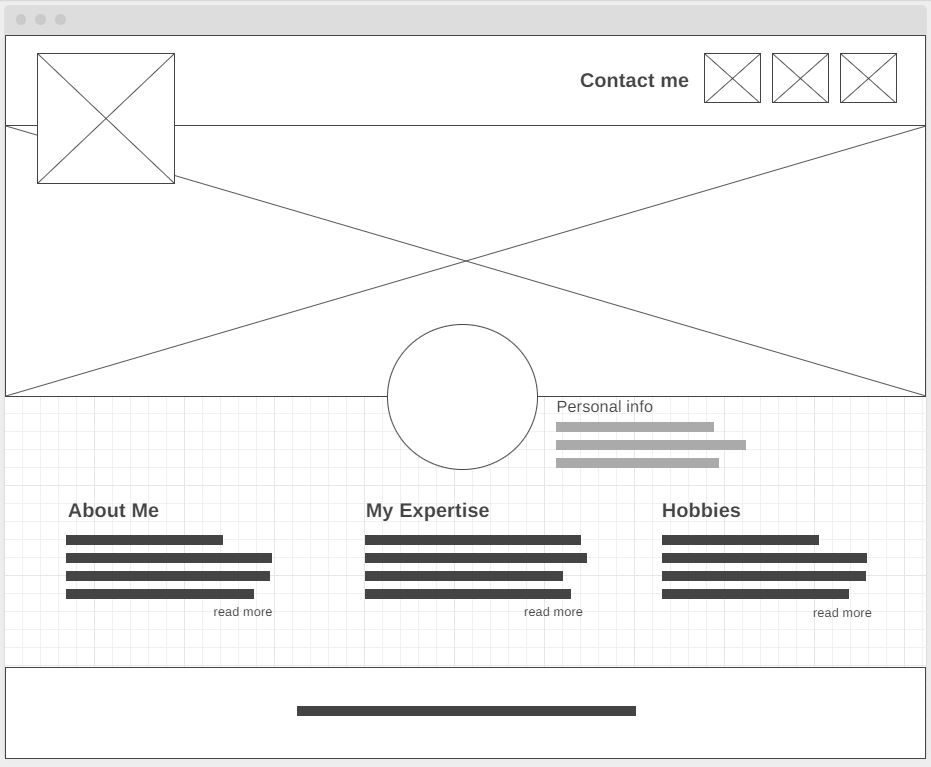 Contact me
Personal info
About Me
My Expertise
Hobbies
read more
read more
read more